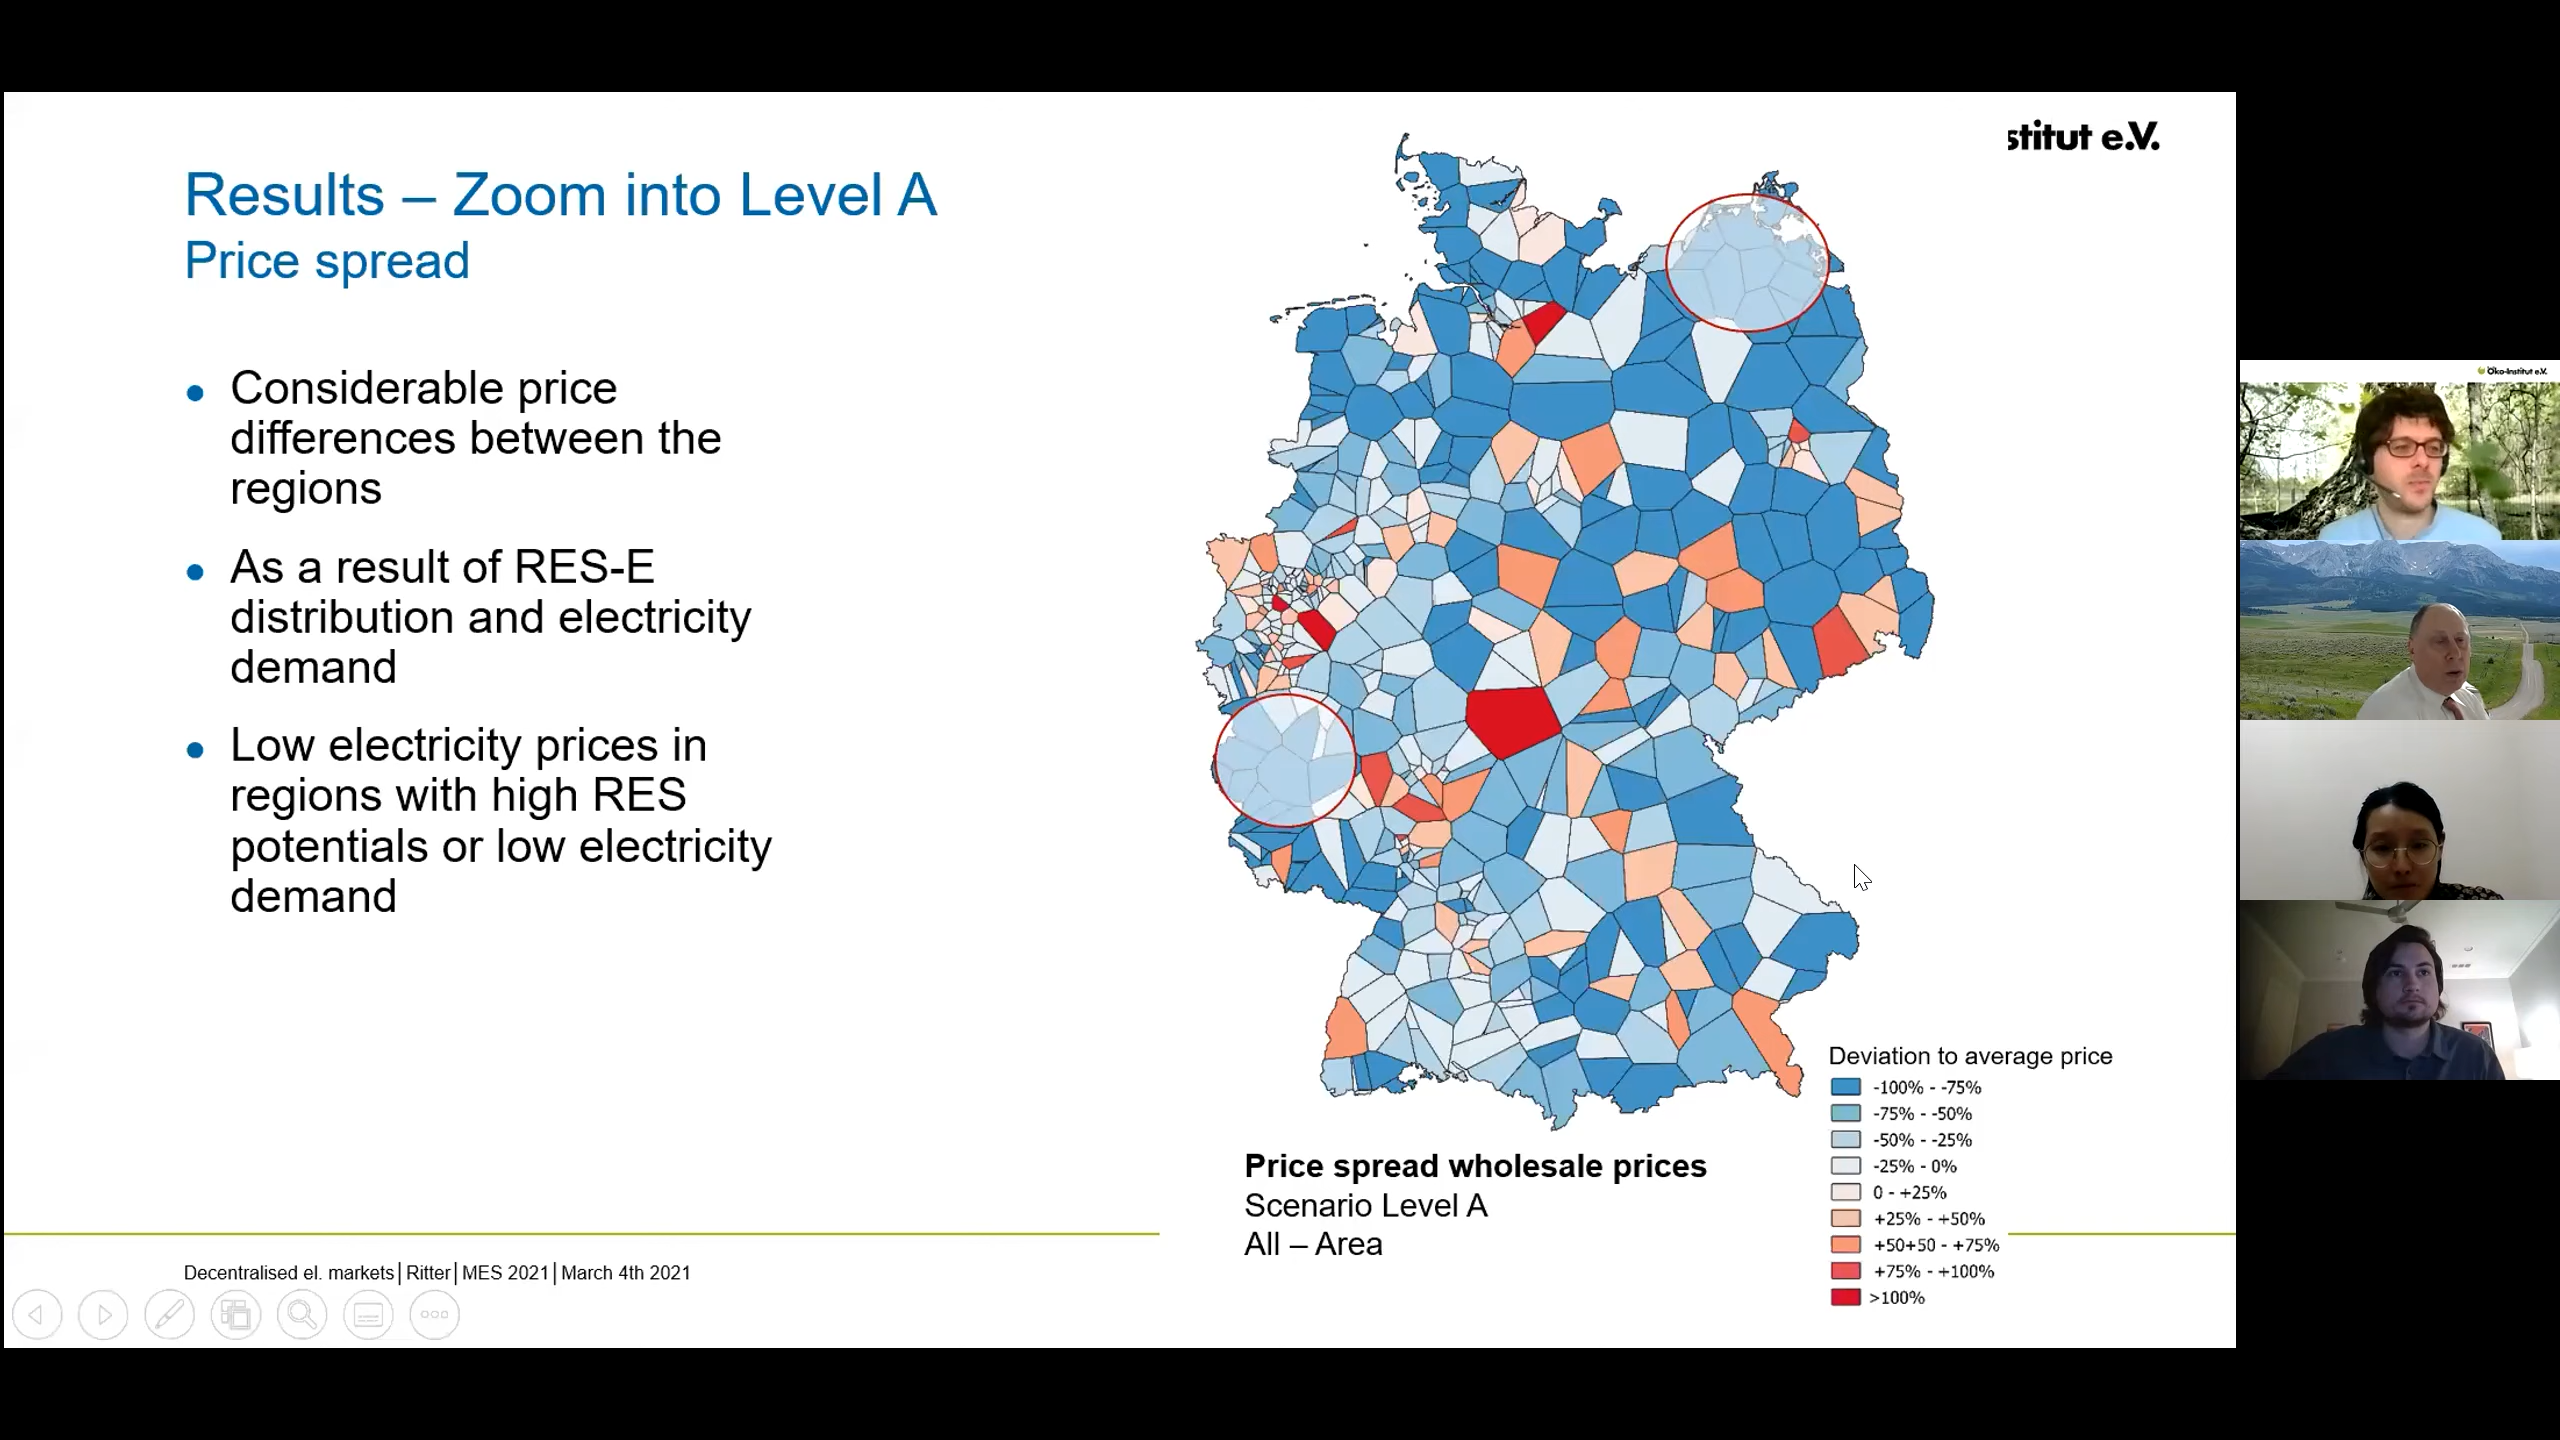 stitut e.V.
Results – Zoom into Level A
Price spread
Considerable price
differences between the
regions
As a result of RES-E
distribution and electricity
demand
Low electricity prices in
regions with high RES
potentials or low electricity
demand
Deviation to average price
-100% - -75%
-75% - -50%
-50% - -25%
-25% - 0%
0 - +25%
+25% - +50%
+50+50 - +75%
+75% - +100%
>100%
Price spread wholesale prices
Scenario Level A
All – Area
Decentralised el. markets│Ritter│MES 2021│March 4th 2021
Öko-Institut e.V.